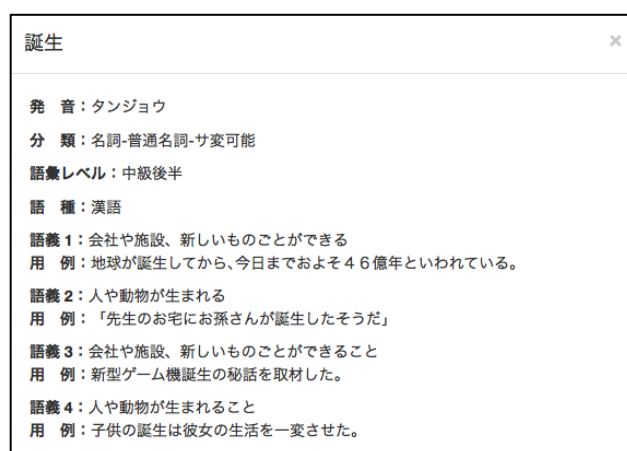 誕生 ×
発　音：タンジョウ
分　類：名詞-普通名詞-サ変可能
語彙レベル：中級後半
語　種：漢語
語義 1：会社や施設、新しいものごとができる
用　例：地球が誕生してから、今日までおよそ４６億年といわれている。
語義 2：人や動物が生まれる
用　例：「先生のお宅にお孫さんが誕生したそうだ」
語義 3：会社や施設、新しいものごとができること
用　例：新型ゲーム機誕生の秘話を取材した。
語義 4：人や動物が生まれること
用　例：子供の誕生は彼女の生活を一変させた。